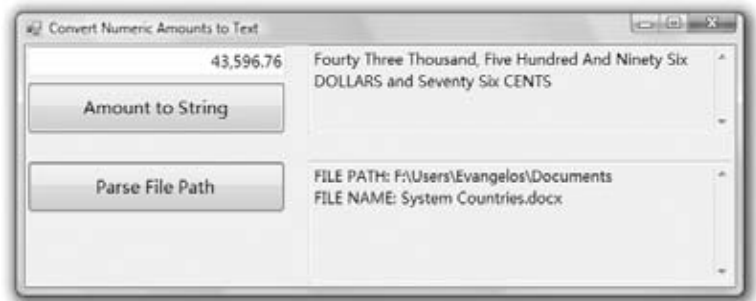 Convert Numeric Amounts to Text
43,596.76
Amount to String
Fourty Three Thousand, Five Hundred And Ninety Six
DOLLARS and Seventy Six CENTS
Parse File Path
FILE PATH: F:\Users\Evangelos\Documents
FILE NAME: System Countries.docx